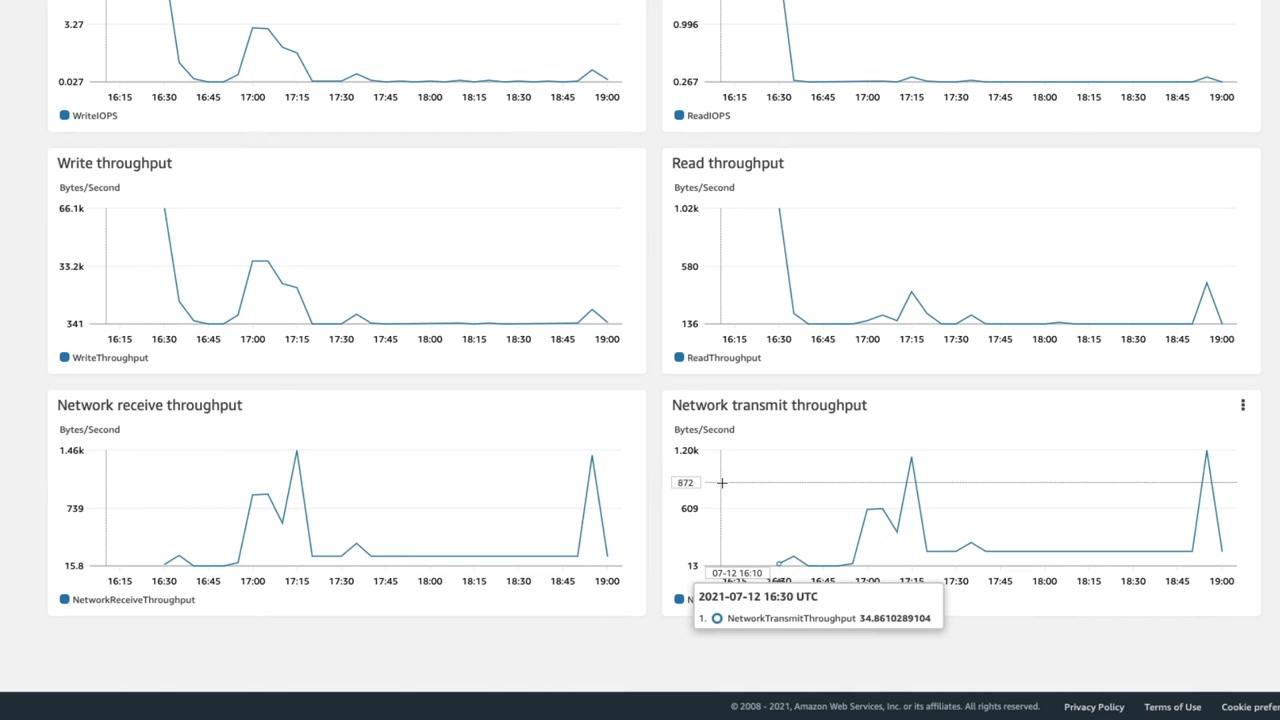 3.27
0.027
16:15 16:30 16:45 17:00 17:15 17:30 17:45 18:00 18:15 18:30 18:45 19:00
WriteIOPS
0.996
0.267
16:15 16:30 16:45 17:00 17:15 17:30 17:45 18:00 18:15 18:30 18:45 19:00
ReadIOPS
Write throughput
Bytes/Second
66.1k
33.2k
341
16:15 16:30 16:45 17:00 17:15 17:30 17:45 18:00 18:15 18:30 18:45 19:00
WriteThroughput
Read throughput
Bytes/Second
1.02k
580
136
16:15 16:30 16:45 17:00 17:15 17:30 17:45 18:00 18:15 18:30 18:45 19:00
ReadThroughput
Network receive throughput
Bytes/Second
1.46k
739
15.8
16:15 16:30 16:45 17:00 17:15 17:30 17:45 18:00 18:15 18:30 18:45 19:00
NetworkReceiveThroughput
Network transmit throughput
Bytes/Second
1.20k
872
609
13
07-12 16:10
16:45 17:00 17:15 17:30 17:45 18:00 18:15 18:30 18:45 19:00
2021-07-12 16:30 UTC
1. NetworkTransmitThroughput 34.8610289104
© 2008 - 2021, Amazon Web Services, Inc. or its affiliates. All rights reserved. Privacy Policy Terms of Use Cookie prefer